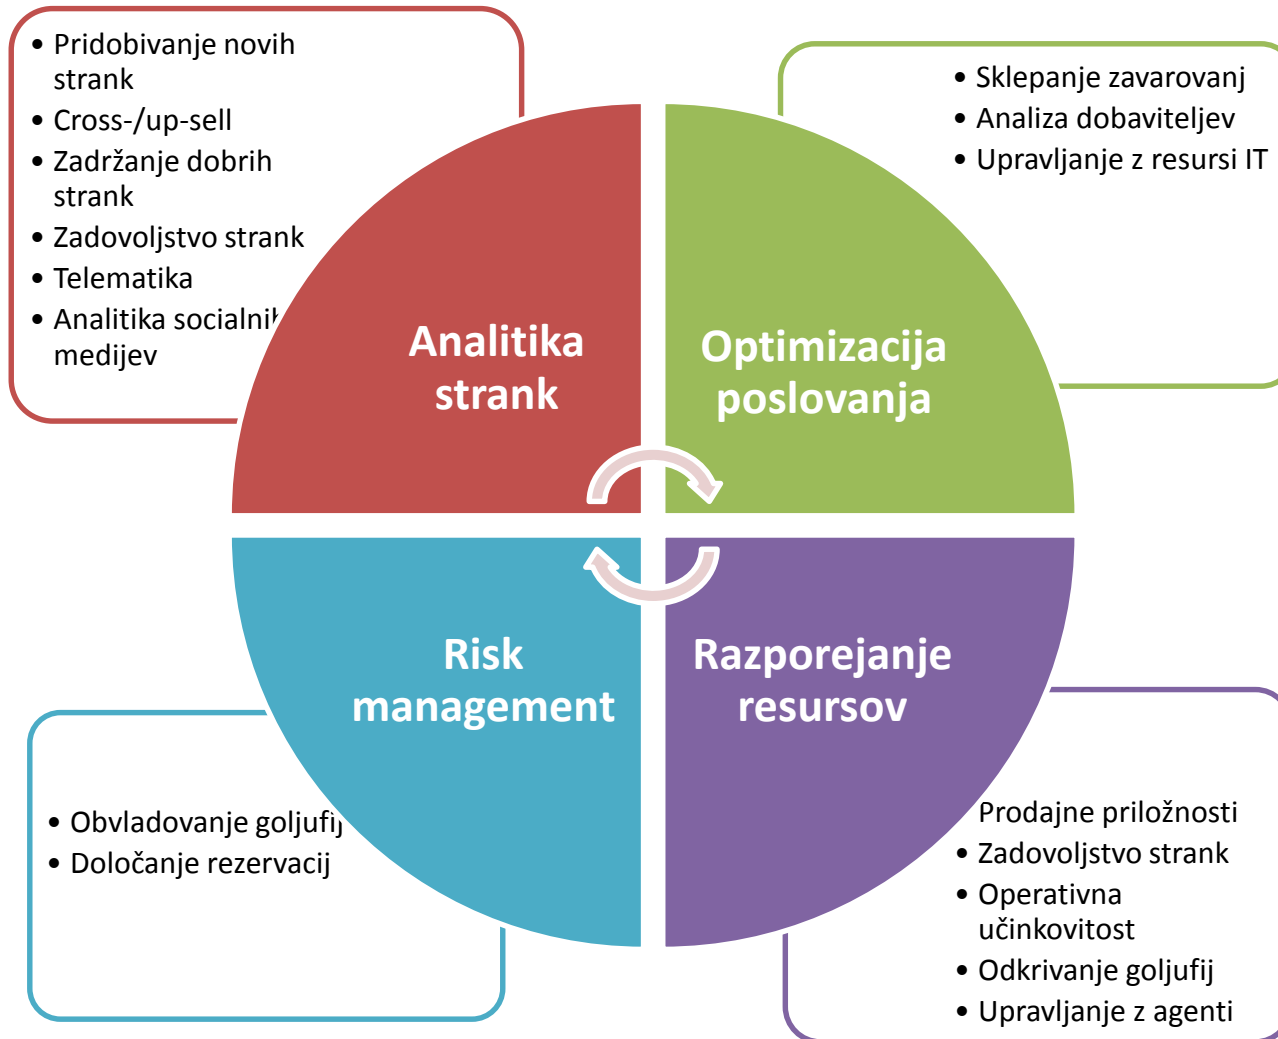 • Pridobivanje novih
strank
• Cross-/up-sell
• Zadržanje dobrih
strank
• Zadovoljstvo strank
• Telematika
• Analitika socialnih
medijev
• Sklepanje zavarovanj
• Analiza dobaviteljev
• Upravljanje z resursi IT
Analitika
strank
Optimizacija
poslovanja
Risk
management
Razporejanje
resursov
• Obvladovanje goljufij
• Določanje rezervacij
Prodajne priložnosti
• Zadovoljstvo strank
• Operativna
učinkovitost
• Odkrivanje goljufij
• Upravljanje z agenti